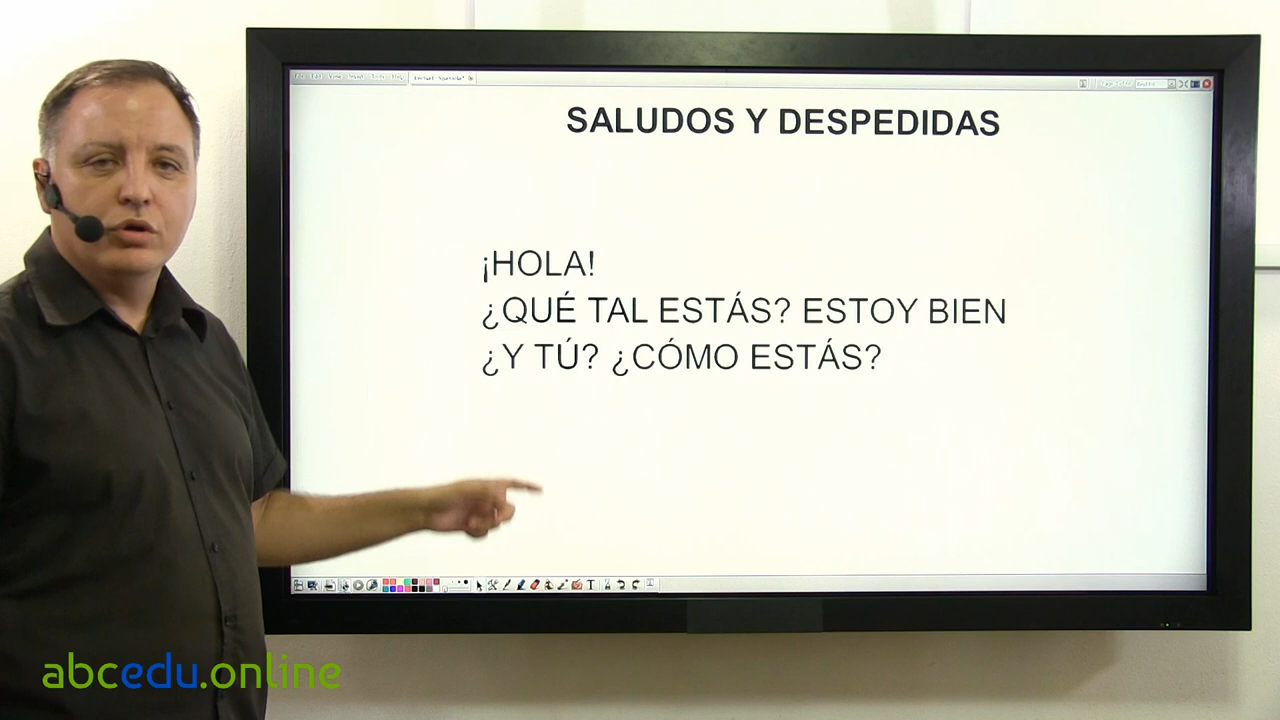 SALUDOS Y DESPEDIDAS
¡HOLA!
¿QUÉ TAL ESTÁS? ESTOY BIEN
¿Y TÚ? ¿CÓMO ESTÁS?
abcedu.online